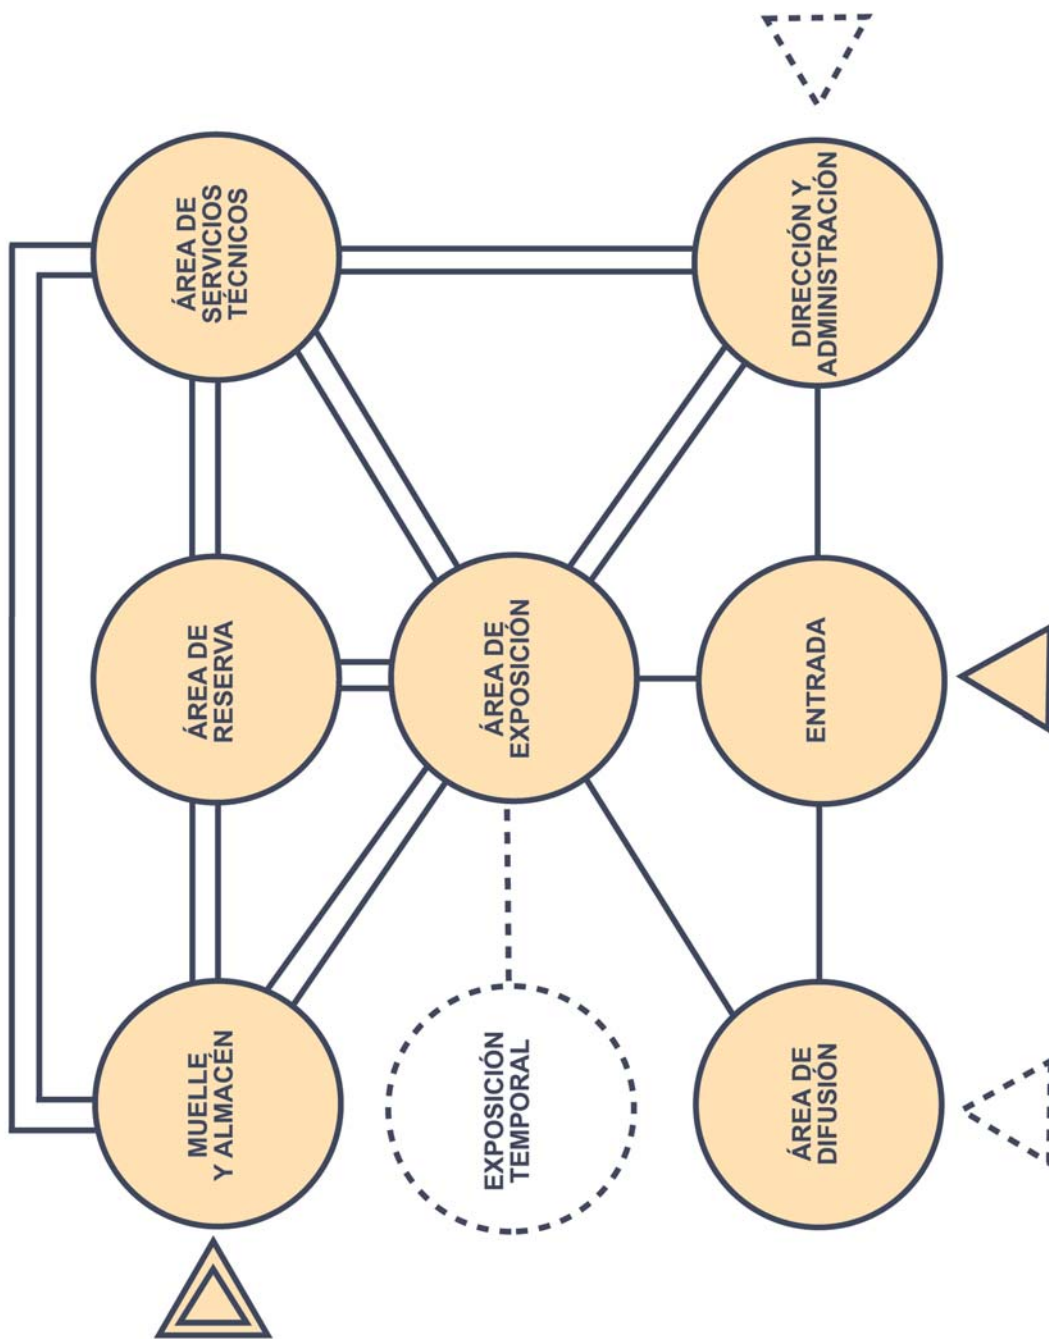 MUELLE
Y ALMACÉN
ÁREA DE
RESERVA
ÁREA DE
SERVICIOS
TÉCNICOS
EXPOSICIÓN
TEMPORAL
ÁREA DE
EXPOSICIÓN
ÁREA DE
DIFUSIÓN
ENTRADA
DIRECCIÓN Y
ADMINISTRACIÓN